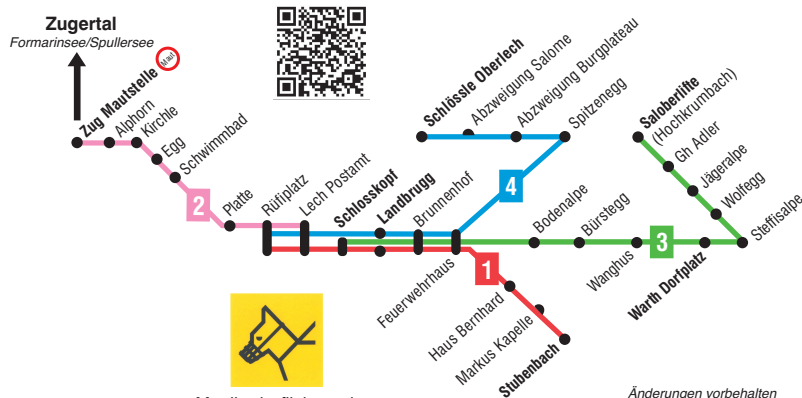 Zugertal
Formarinsee/Spullersee
Zug Mautstelle
Maut
Alphorn
Kirchle
Egg
Schwimmbad
2
Platte
Rüfiplatz
Lech Postamt
Schlosskopf
Landbrugg
Brunnenhof
Feuerwehrhaus
Schlössle Oberlech
Abzweigung Salome
Abzweigung Burgplateau
Spitzenegg
4
Saloberlifte
(Hochkrumbach)
Gh Adler
Jägeralpe
Wolfegg
Steffisalpe
Bodenalpe
Bürstegg
Wanghus
3
Warth Dorfplatz
1
Haus Bernhard
Markus Kapelle
Stubenbach
Änderungen vorbehalten